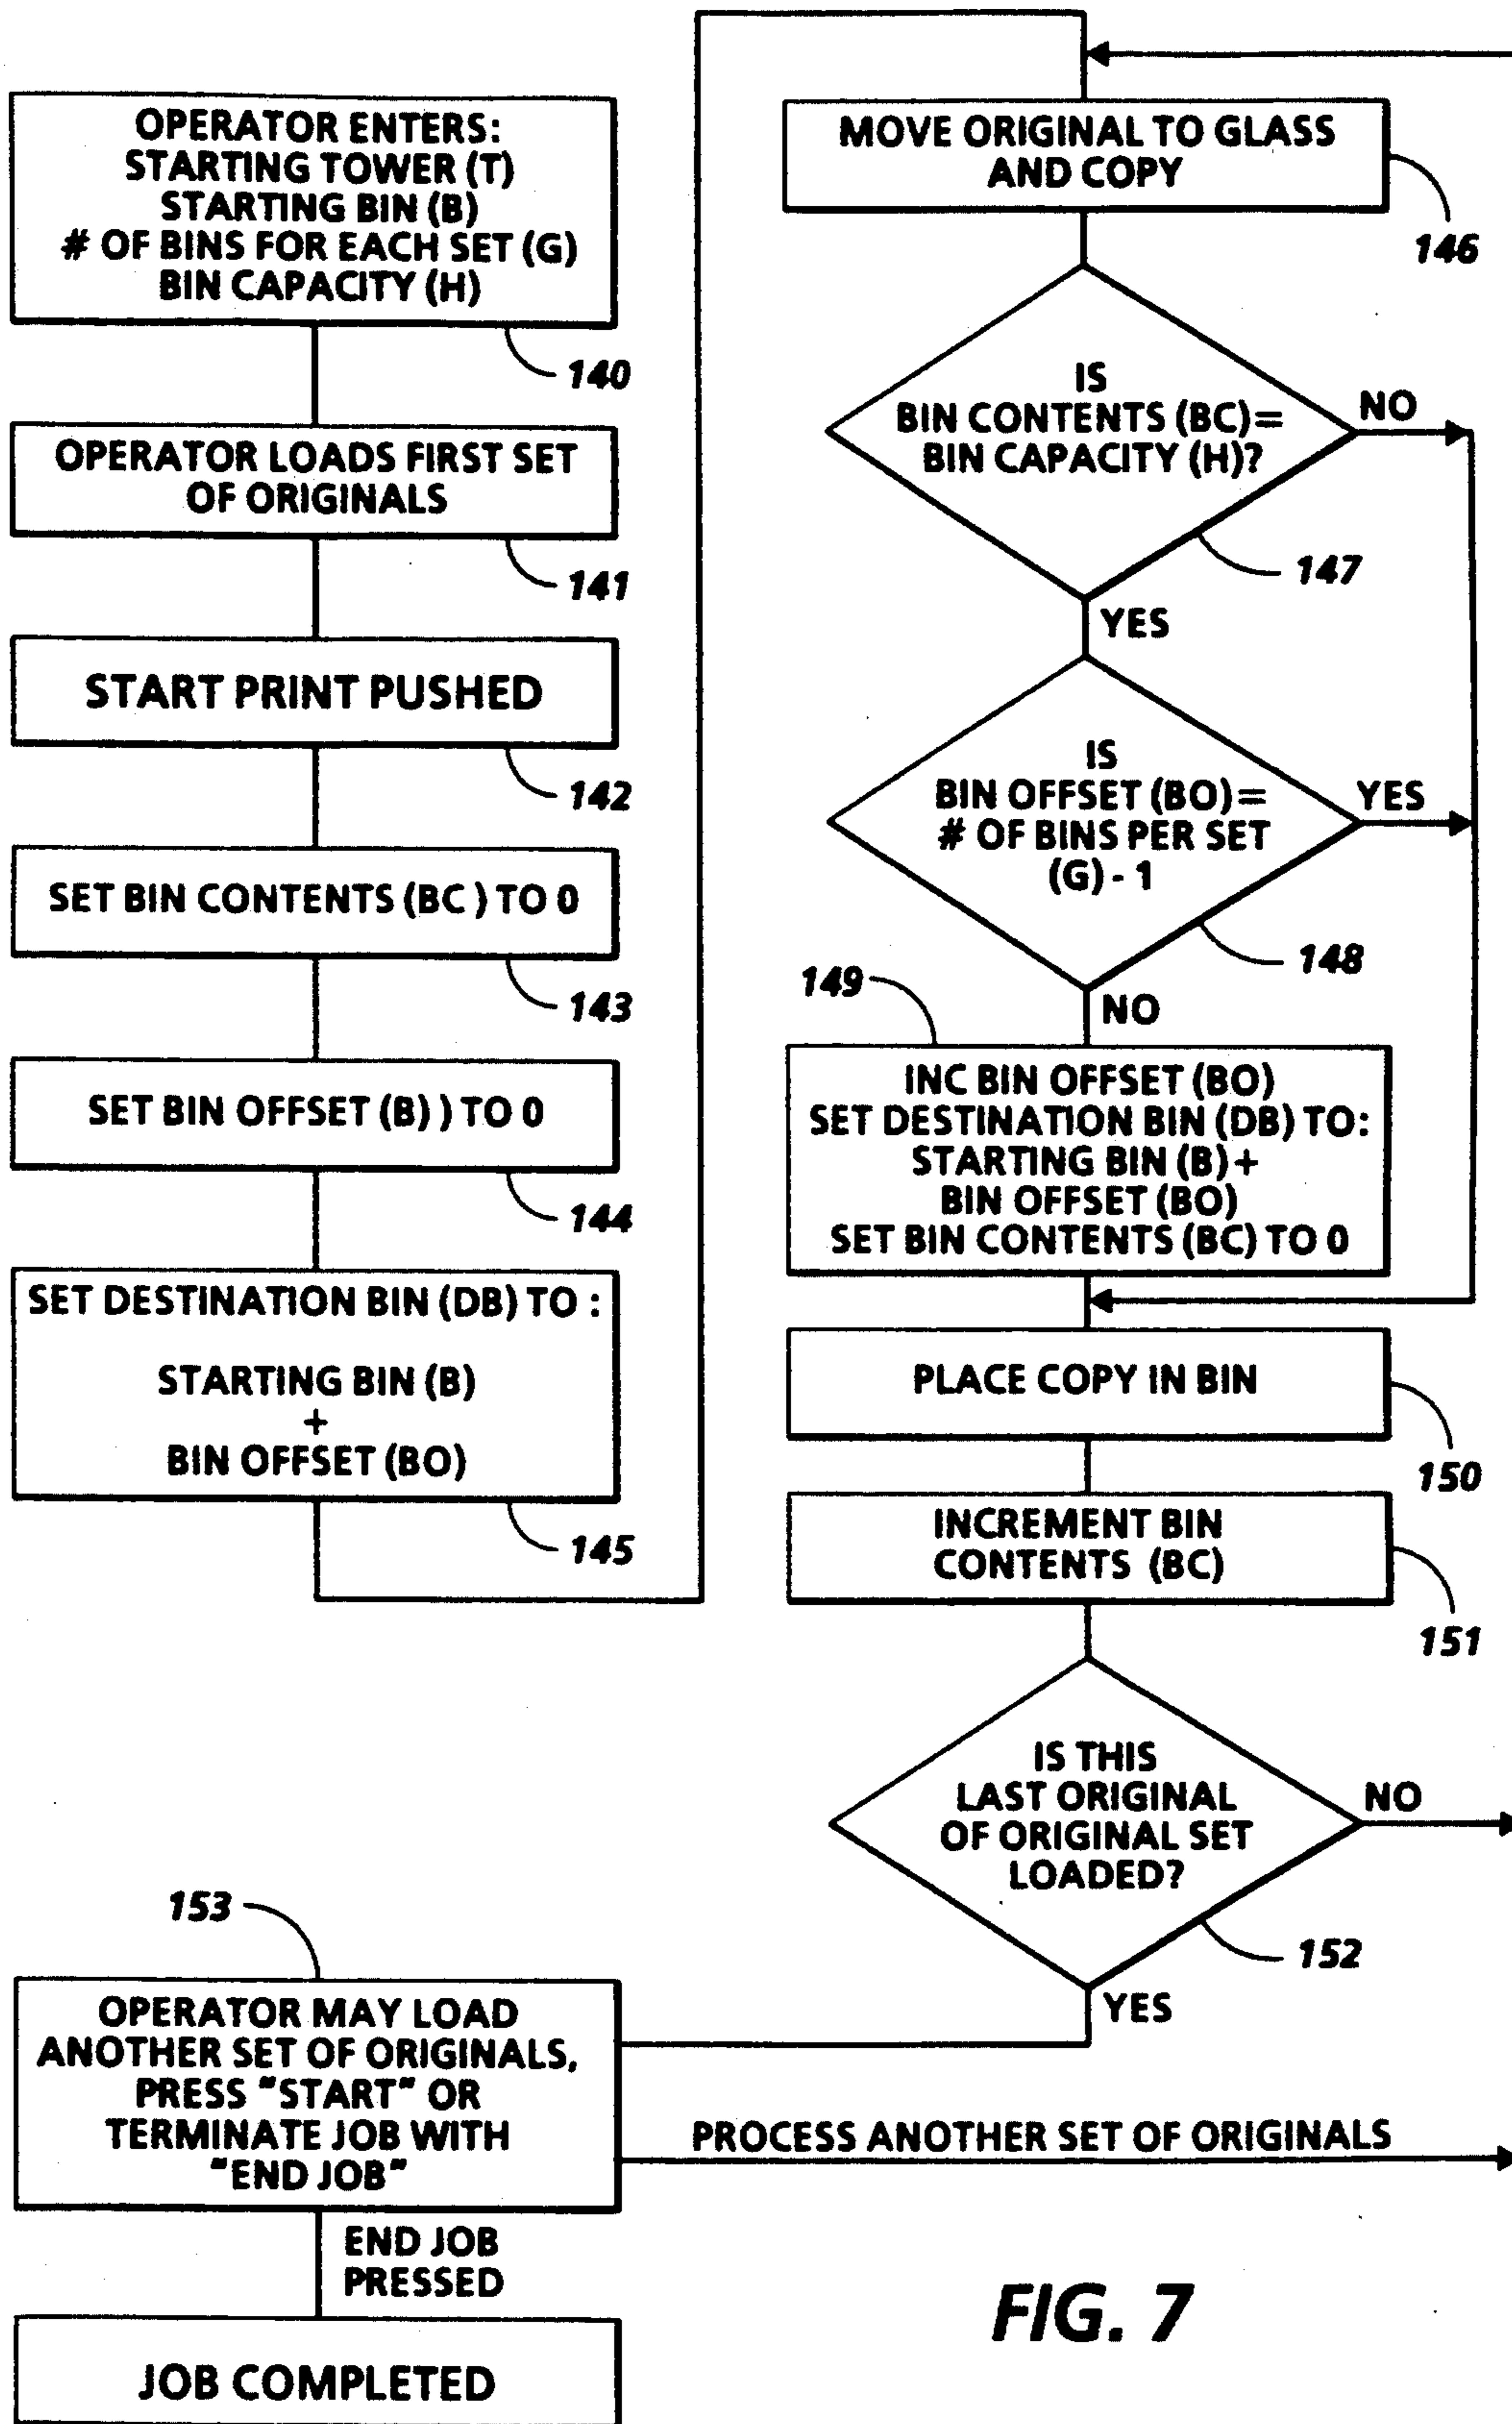 OPERATOR ENTERS:
STARTING TOWER (T)
STARTING BIN (B)
# OF BINS FOR EACH SET (G)
BIN CAPACITY (H)
140
OPERATOR LOADS FIRST SET
OF ORIGINALS
141
START PRINT PUSHED
142
SET BIN CONTENTS (BC ) TO 0
143
SET BIN OFFSET (B) ) TO 0
144
SET DESTINATION BIN (DB) TO :
STARTING BIN (B)
+
BIN OFFSET (BO)
145
MOVE ORIGINAL TO GLASS
AND COPY
146
IS
BIN CONTENTS (BC)=
BIN CAPACITY (H)?
NO
147
YES
IS
BIN OFFSET (BO)=
# OF BINS PER SET
(G) - 1
YES
148
NO
149
INC BIN OFFSET (BO)
SET DESTINATION BIN (DB) TO:
STARTING BIN (B)+
BIN OFFSET (BO)
SET BIN CONTENTS (BC) TO 0
PLACE COPY IN BIN
150
INCREMENT BIN
CONTENTS (BC)
151
IS THIS
LAST ORIGINAL
OF ORIGINAL SET
LOADED?
NO
152
YES
153
OPERATOR MAY LOAD
ANOTHER SET OF ORIGINALS,
PRESS "START" OR
TERMINATE JOB WITH
"END JOB"
PROCESS ANOTHER SET OF ORIGINALS
END JOB
PRESSED
JOB COMPLETED
FIG. 7